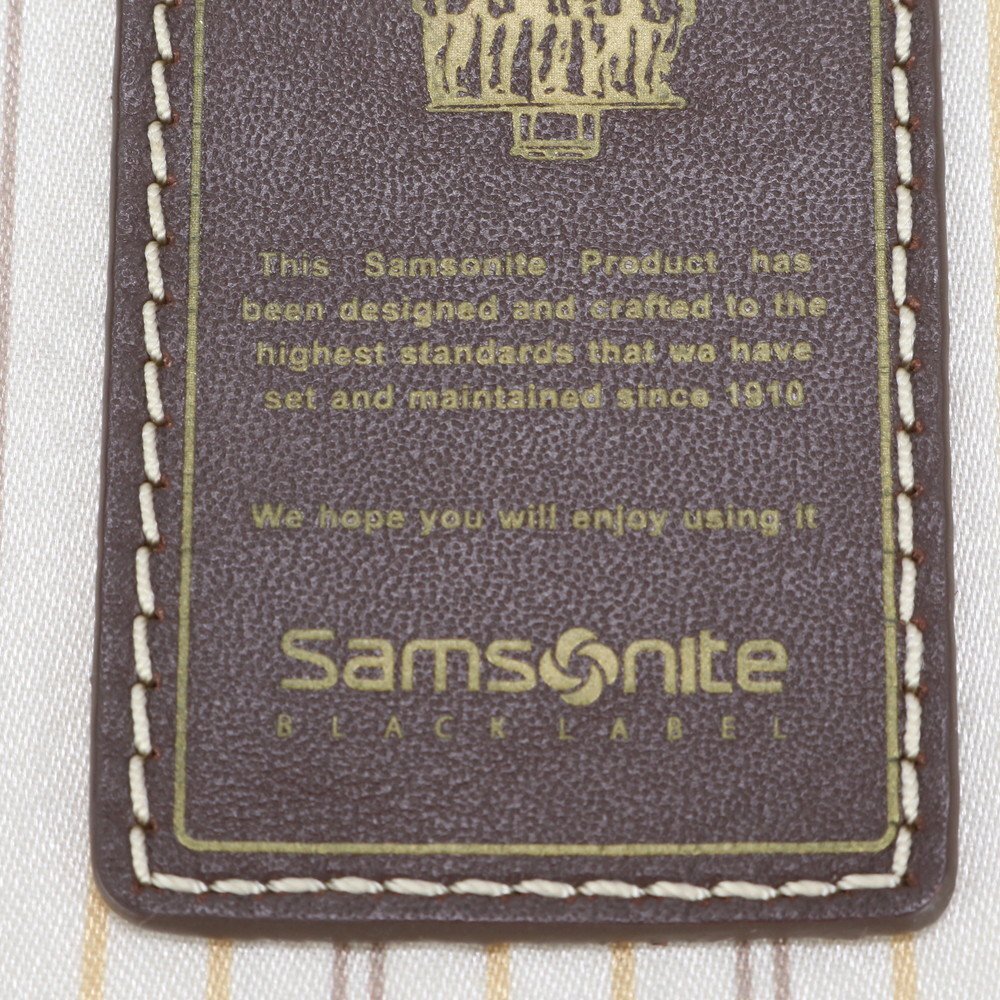 This Samsonite Product has
been designed and crafted to the
highest standards that we have
set and maintained since 1910
We hope you will enjoy using it
Samsonite
BLACK LABEL